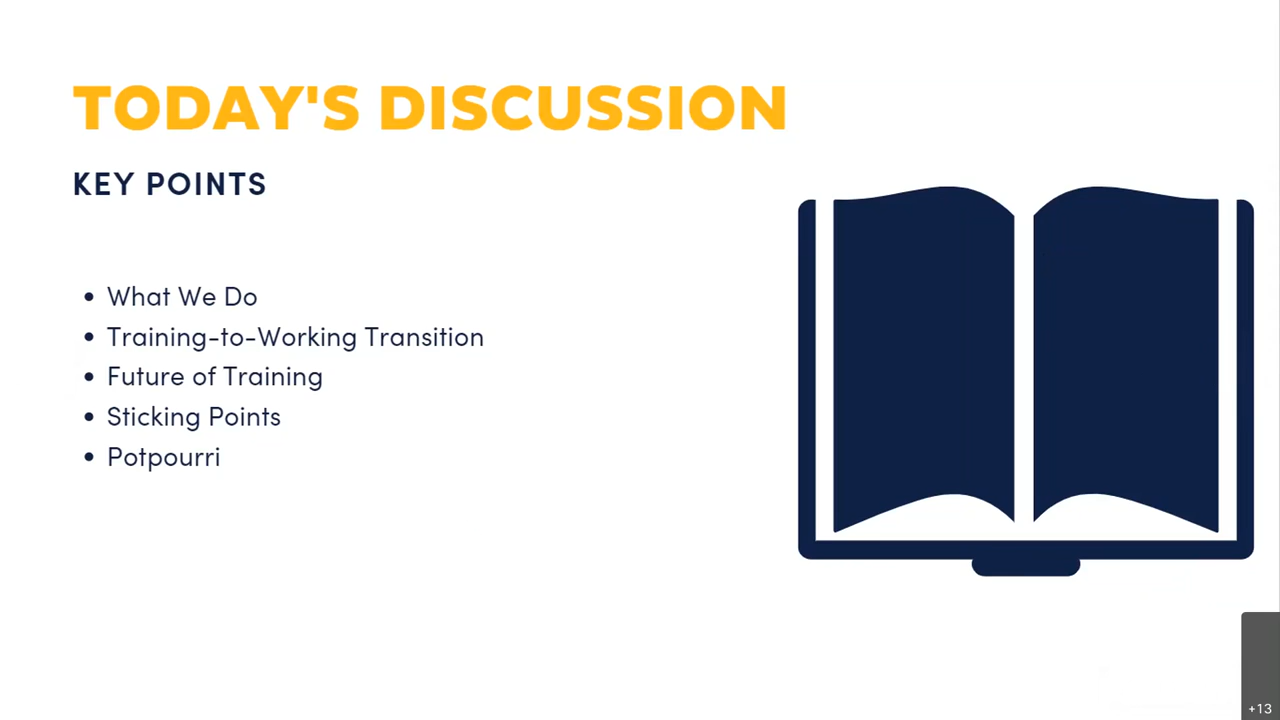 TODAY'S DISCUSSION
KEY POINTS
• What We Do
• Training-to-Working Transition
• Future of Training
• Sticking Points
• Potpourri
+13